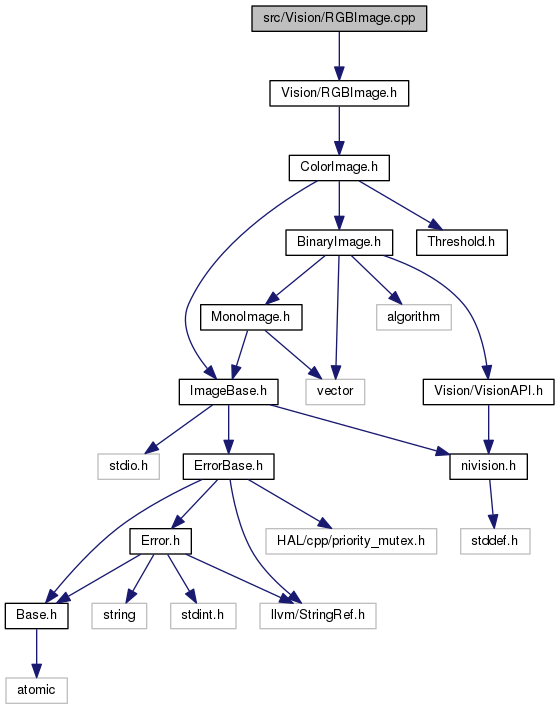 src/Vision/RGBImage.cpp
Vision/RGBImage.h
ColorImage.h
BinaryImage.h
Threshold.h
MonoImage.h
algorithm
ImageBase.h
vector
Vision/VisionAPI.h
stdio.h
ErrorBase.h
nivision.h
Error.h
HAL/cpp/priority_mutex.h
stddef.h
Base.h
string
stdint.h
llvm/StringRef.h
atomic